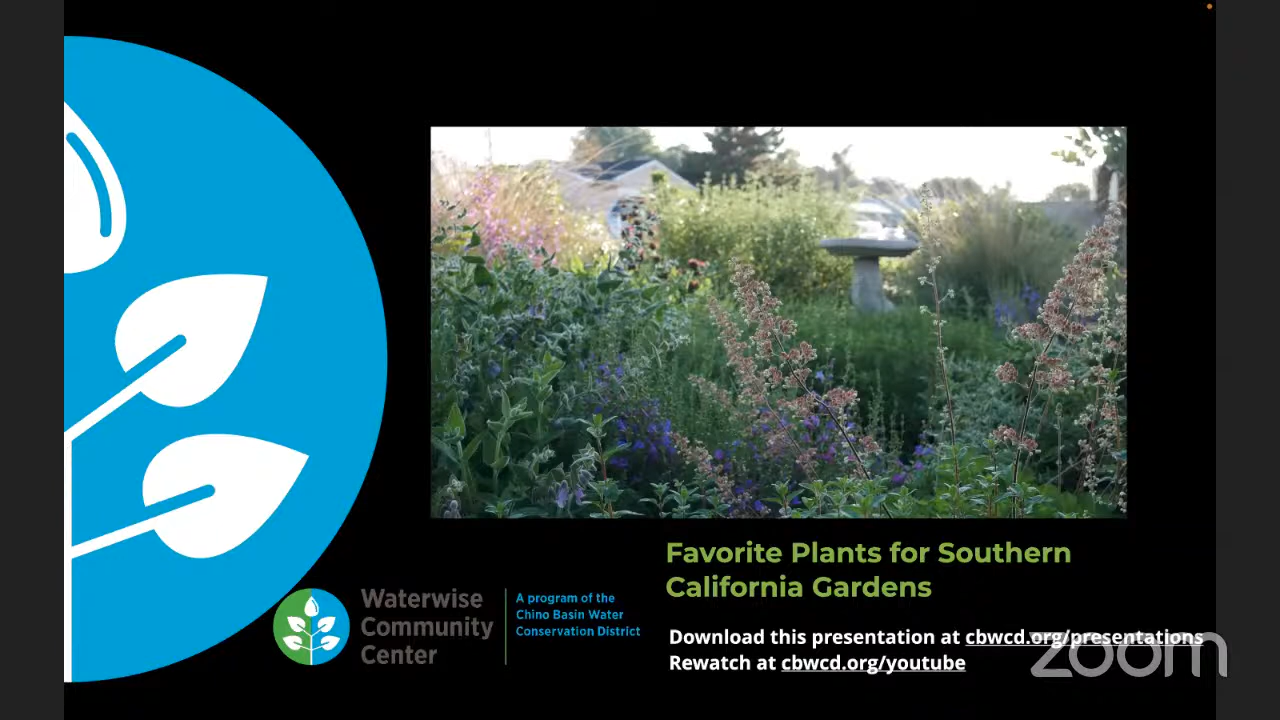 Favorite Plants for Southern
California Gardens
Waterwise
Community
Center
A program of the
Chino Basin Water
Conservation District
Download this presentation at cbwcd.org/presentations
Rewatch at cbwcd.org/youtube
zoom